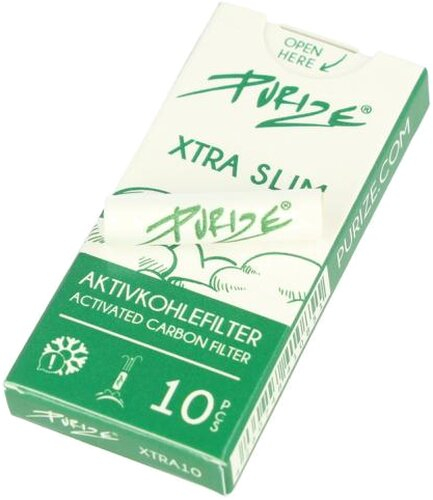 OPEN
HERE
PURIZE®
XTRA SLIM
PURIZE®
AKTIVKOHLEFILTER
ACTIVATED CARBON FILTER
10 PCS
PURIZE
XTRA10
PURIZE.COM